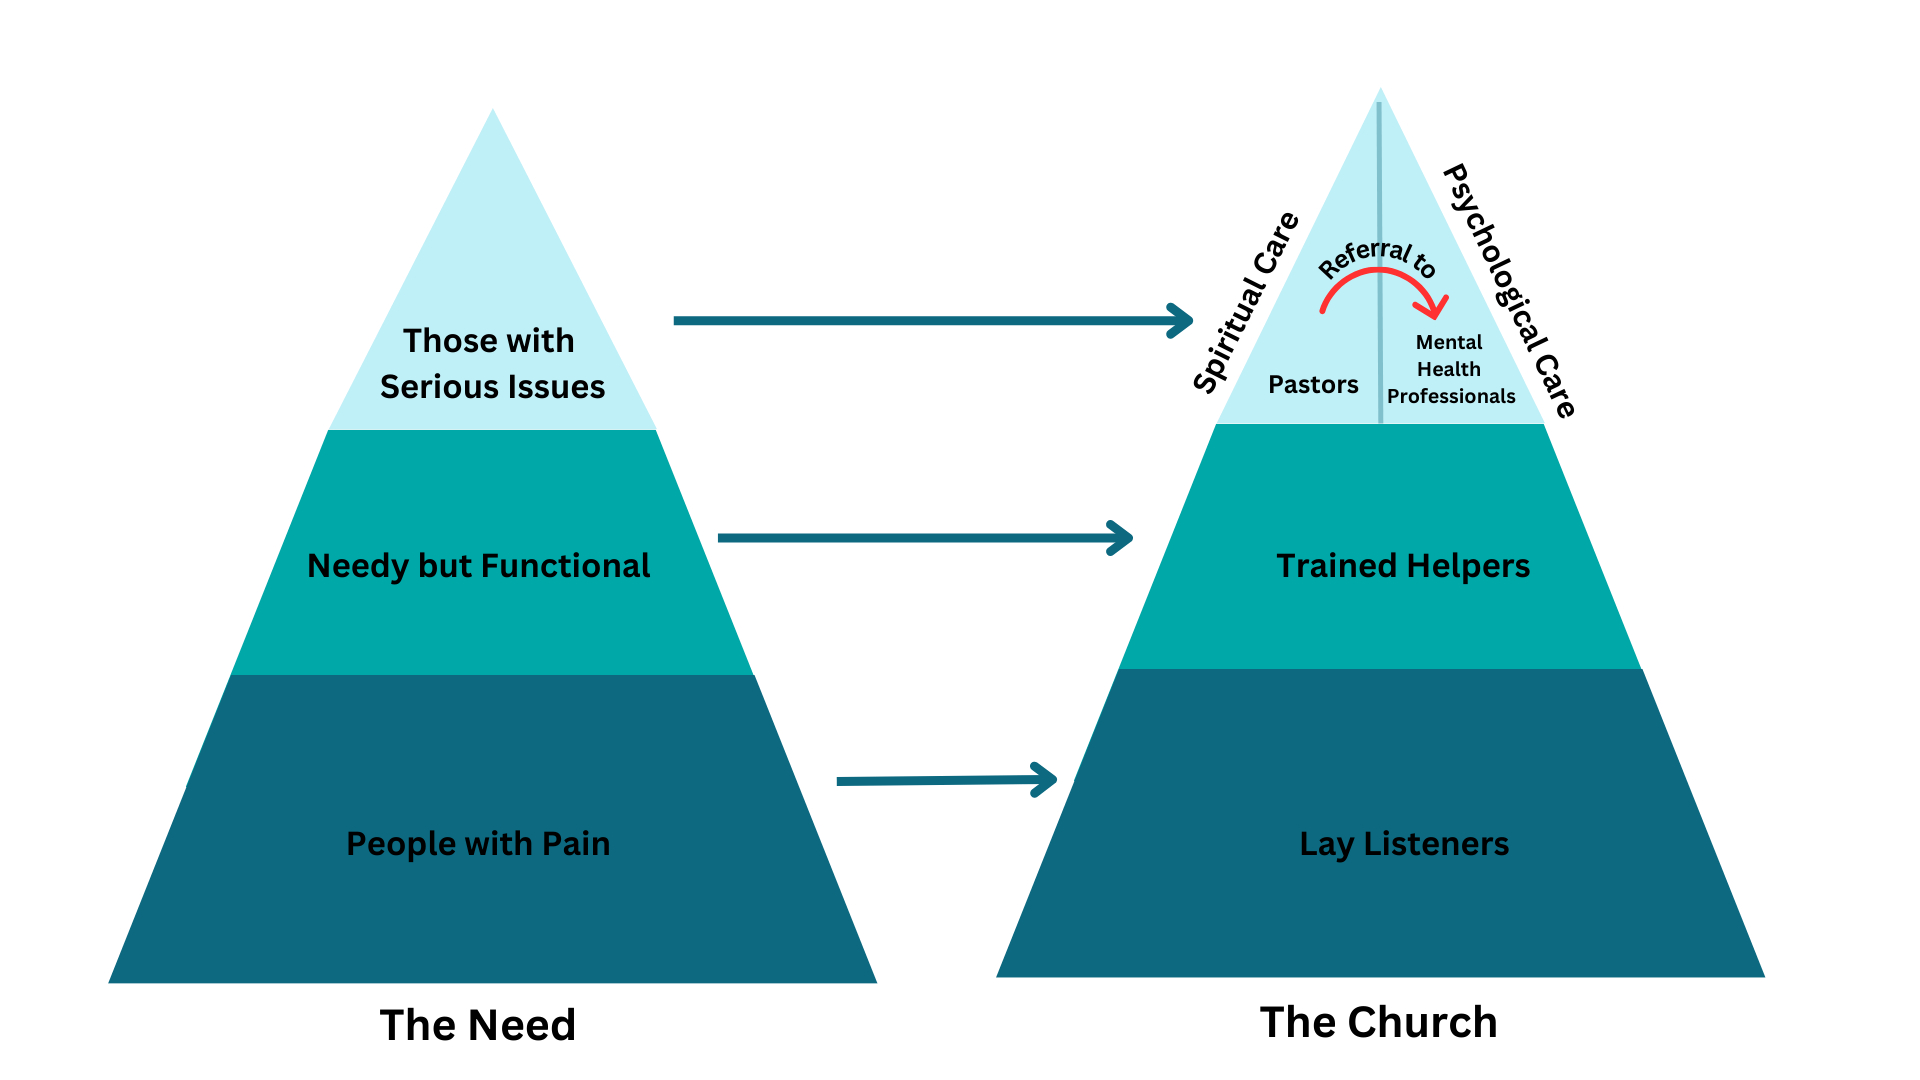 Those with
Serious Issues
Needy but Functional
People with Pain
The Need
Spiritual Care
Psychological Care
Referral to
Pastors
Mental
Health
Professionals
Trained Helpers
Lay Listeners
The Church